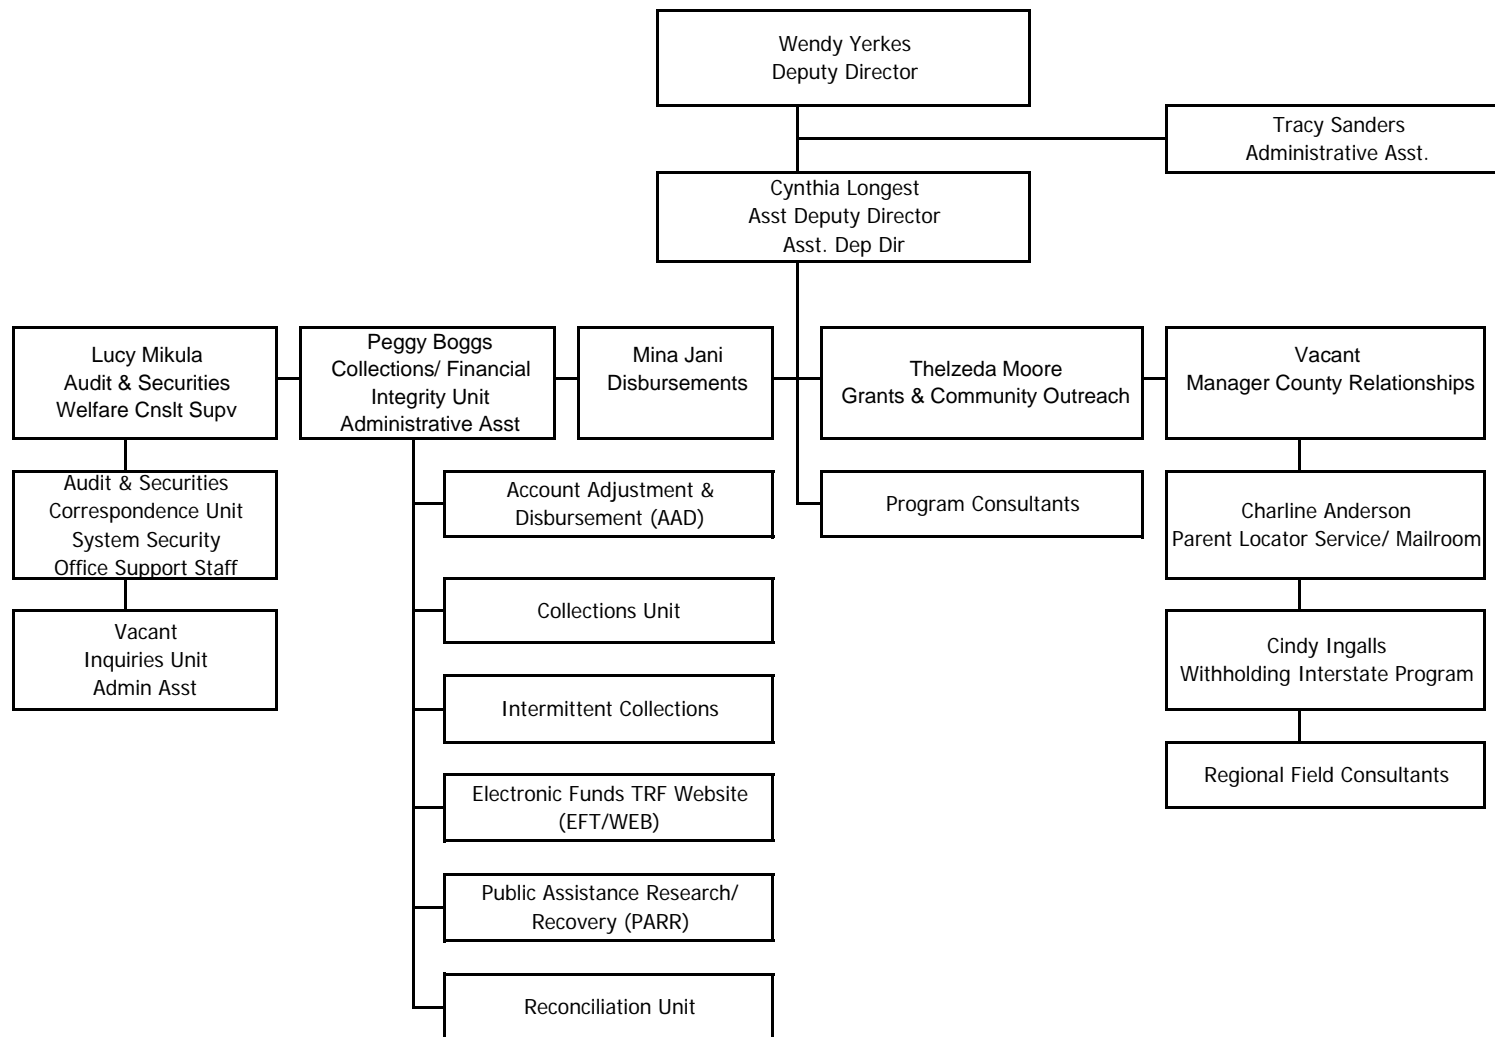 Wendy Yerkes
Deputy Director
Tracy Sanders
Administrative Asst.
Cynthia Longest
Asst Deputy Director
Asst. Dep Dir
Lucy Mikula
Audit & Securities
Welfare Cnslt Supv
Peggy Boggs
Collections/ Financial
Integrity Unit
Administrative Asst
Mina Jani
Disbursements
Thelzeda Moore
Grants & Community Outreach
Vacant
Manager County Relationships
Audit & Securities
Correspondence Unit
System Security
Office Support Staff
Vacant
Inquiries Unit
Admin Asst
Account Adjustment &
Disbursement (AAD)
Collections Unit
Intermittent Collections
Electronic Funds TRF Website
(EFT/WEB)
Public Assistance Research/
Recovery (PARR)
Reconciliation Unit
Program Consultants
Charline Anderson
Parent Locator Service/ Mailroom
Cindy Ingalls
Withholding Interstate Program
Regional Field Consultants